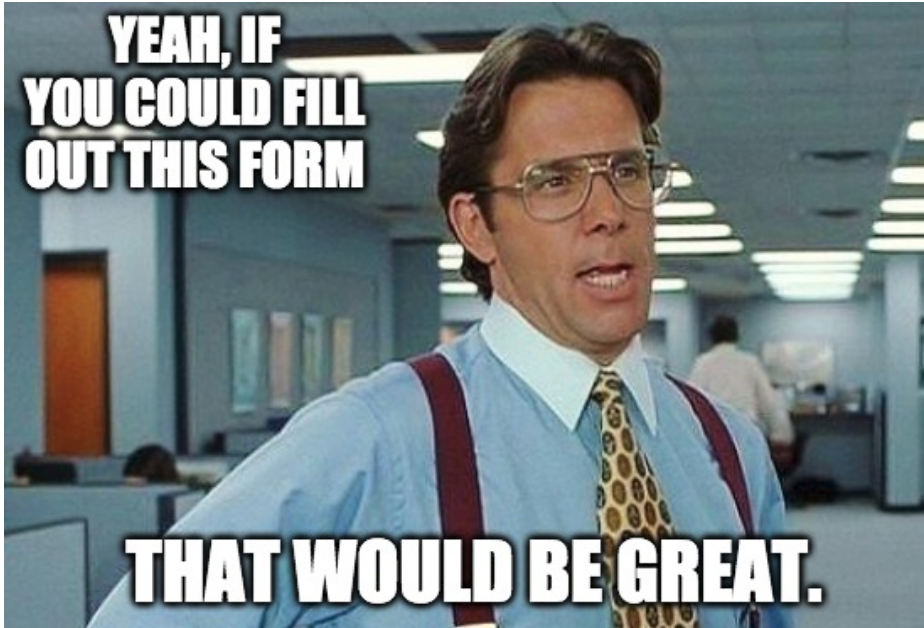 YEAH, IF
YOU COULD FILL
OUT THIS FORM
THAT WOULD BE GREAT.